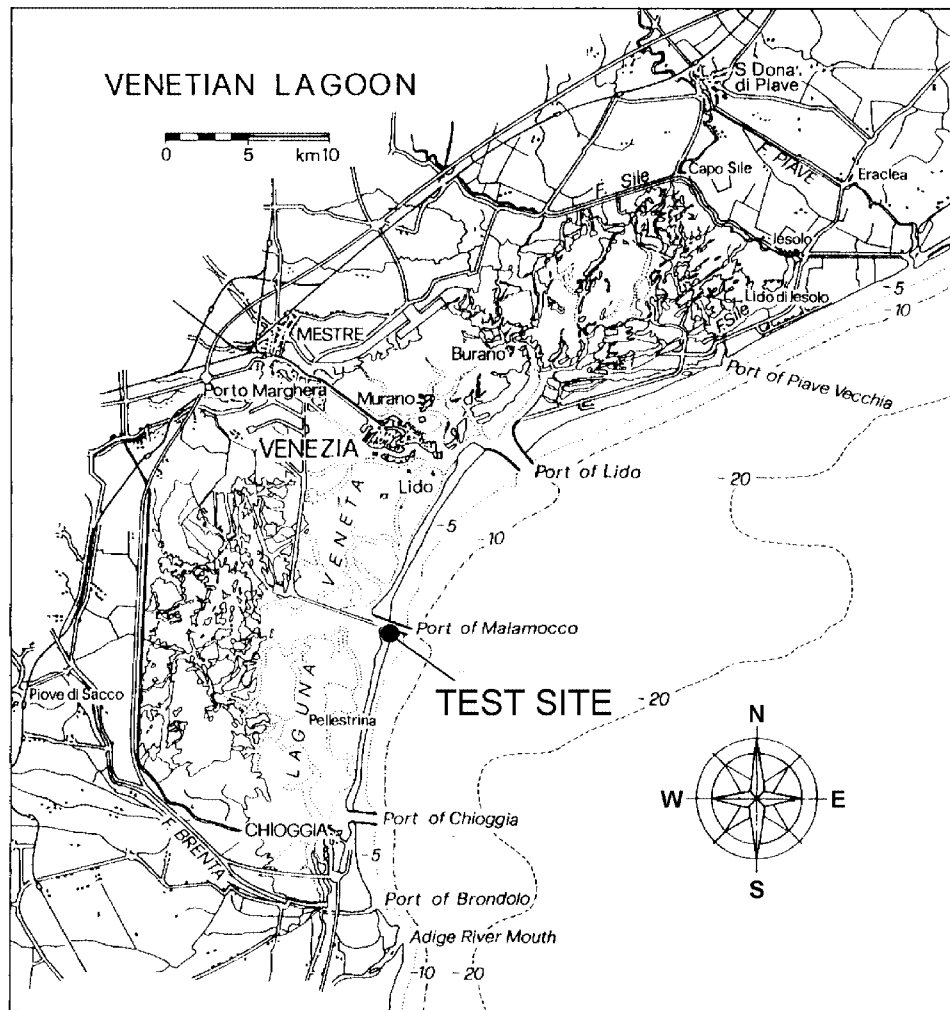 VENETIAN LAGOON
0 5 km 10
S Dona'
di Piave
F. PIAVE
Capo Sile
Eraclea
F. Sile
Iesolo
Lido di Iesolo
F. Sile
-5
-10
MESTRE
Burano
Port of Piave Vecchia
Porto Marghera
Murano
VENEZIA
Port of Lido
-20
Lido
-5
-10
LAGUNA VENETA
Port of Malamocco
TEST SITE
-20
Piove di Sacco
Pellestrina
N
W E
S
Port of Chioggia
CHIOGGIA
F. BRENTA
-5
Port of Brondolo
Adige River Mouth
-10 -20